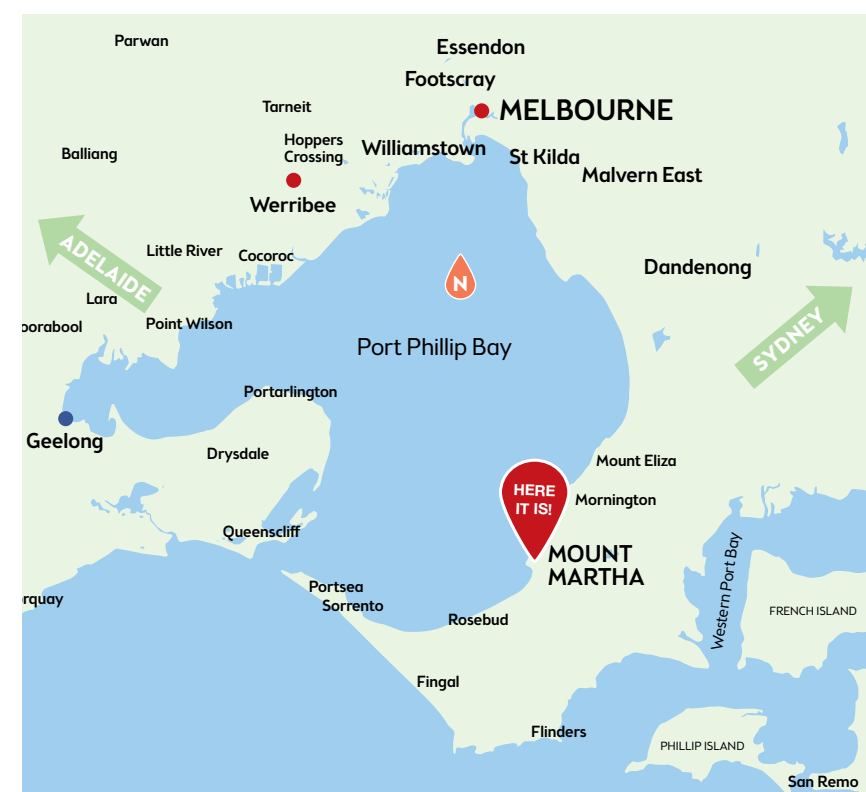 Parwan
Essendon
Footscray
Tarneit
MELBOURNE
Hoppers
Crossing
Williamstown
Balliang
St Kilda
Malvern East
Werribee
ADELAIDE
Little River
Cocoroc
Dandenong
N
Lara
Point Wilson
oorabool
SYDNEY
Port Phillip Bay
Portarlington
Geelong
Drysdale
Mount Eliza
HERE
IT IS!
Mornington
Queenscliff
MOUNT
MARTHA
Western Port Bay
Portsea
rquay
Sorrento
FRENCH ISLAND
Rosebud
Fingal
Flinders
PHILLIP ISLAND
San Remo